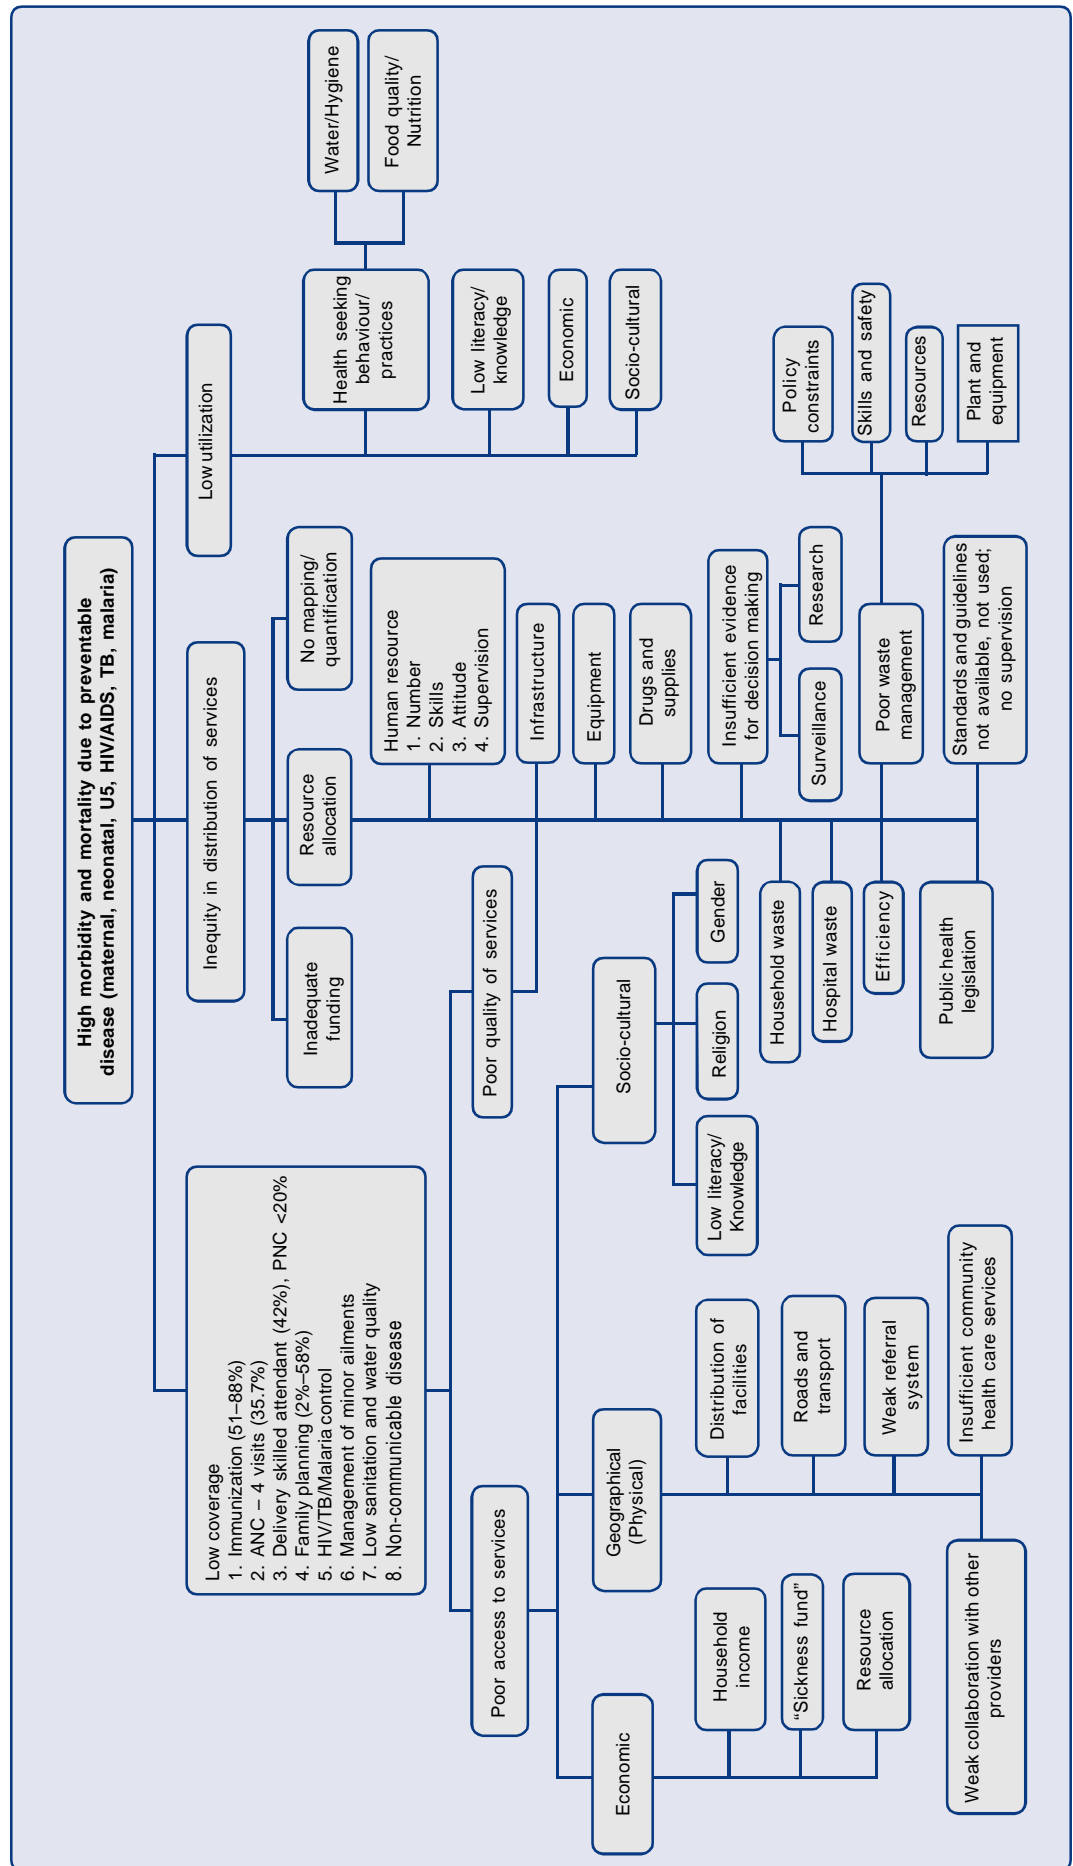 High morbidity and mortality due to preventable
disease (maternal, neonatal, U5, HIV/AIDS, TB, malaria)
Low coverage
1. Immunization (51–88%)
2. ANC – 4 visits (35.7%)
3. Delivery skilled attendant (42%), PNC <20%
4. Family planning (2%–58%)
5. HIV/TB/Malaria control
6. Management of minor ailments
7. Low sanitation and water quality
8. Non-communicable disease
Inequity in distribution of services
Low utilization
Inadequate
funding
Resource
allocation
No mapping/
quantification
Health seeking
behaviour/
practices
Water/Hygiene
Food quality/
Nutrition
Low literacy/
knowledge
Economic
Socio-cultural
Poor access to services
Poor quality of services
Human resource
1. Number
2. Skills
3. Attitude
4. Supervision
Infrastructure
Equipment
Drugs and
supplies
Insufficient evidence
for decision making
Surveillance
Research
Economic
Household
income
“Sickness fund”
Resource
allocation
Geographical
(Physical)
Distribution of
facilities
Roads and
transport
Weak referral
system
Weak collaboration with other
providers
Insufficient community
health care services
Socio-cultural
Low literacy/
Knowledge
Religion
Gender
Household waste
Hospital waste
Efficiency
Public health
legislation
Poor waste
management
Policy
constraints
Skills and safety
Resources
Plant and
equipment
Standards and guidelines
not available, not used;
no supervision